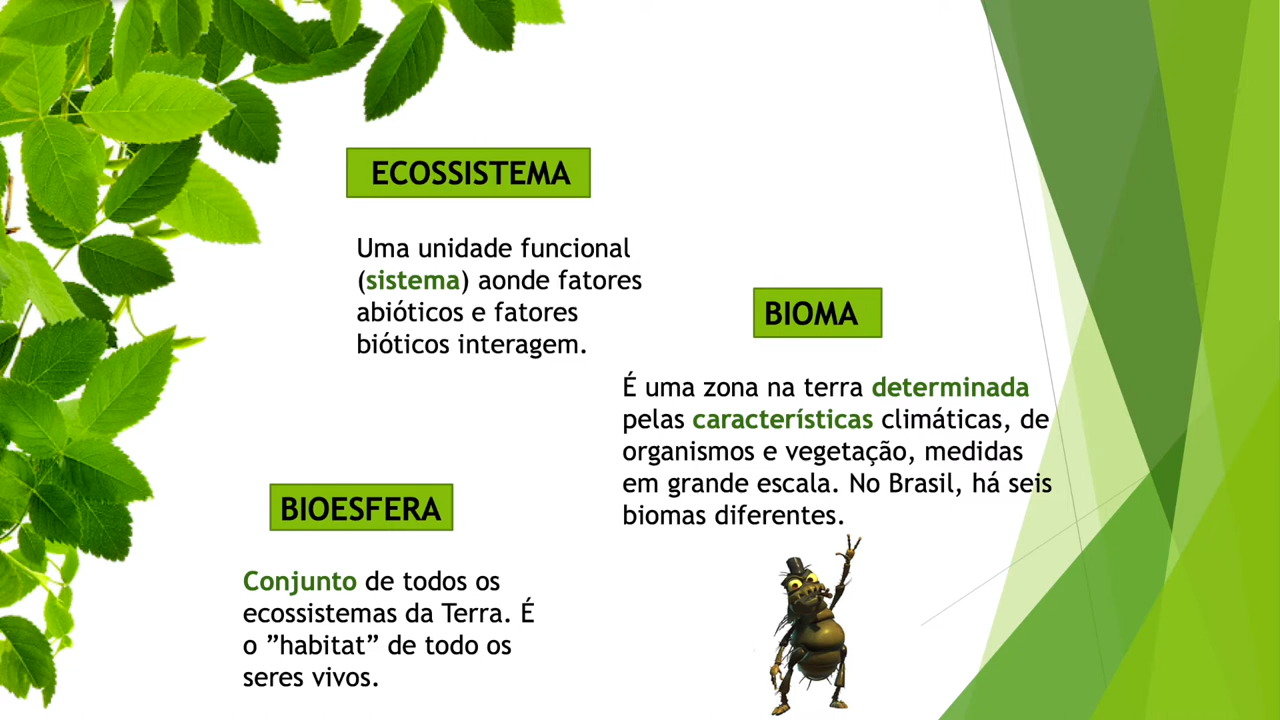 ECOSSISTEMA
Uma unidade funcional
(sistema) aonde fatores
abióticos e fatores
bióticos interagem.
BIOMA
É uma zona na terra determinada
pelas características climáticas, de
organismos e vegetação, medidas
em grande escala. No Brasil, há seis
biomas diferentes.
BIOESFERA
Conjunto de todos os
ecossistemas da Terra. É
o ”habitat” de todo os
seres vivos.